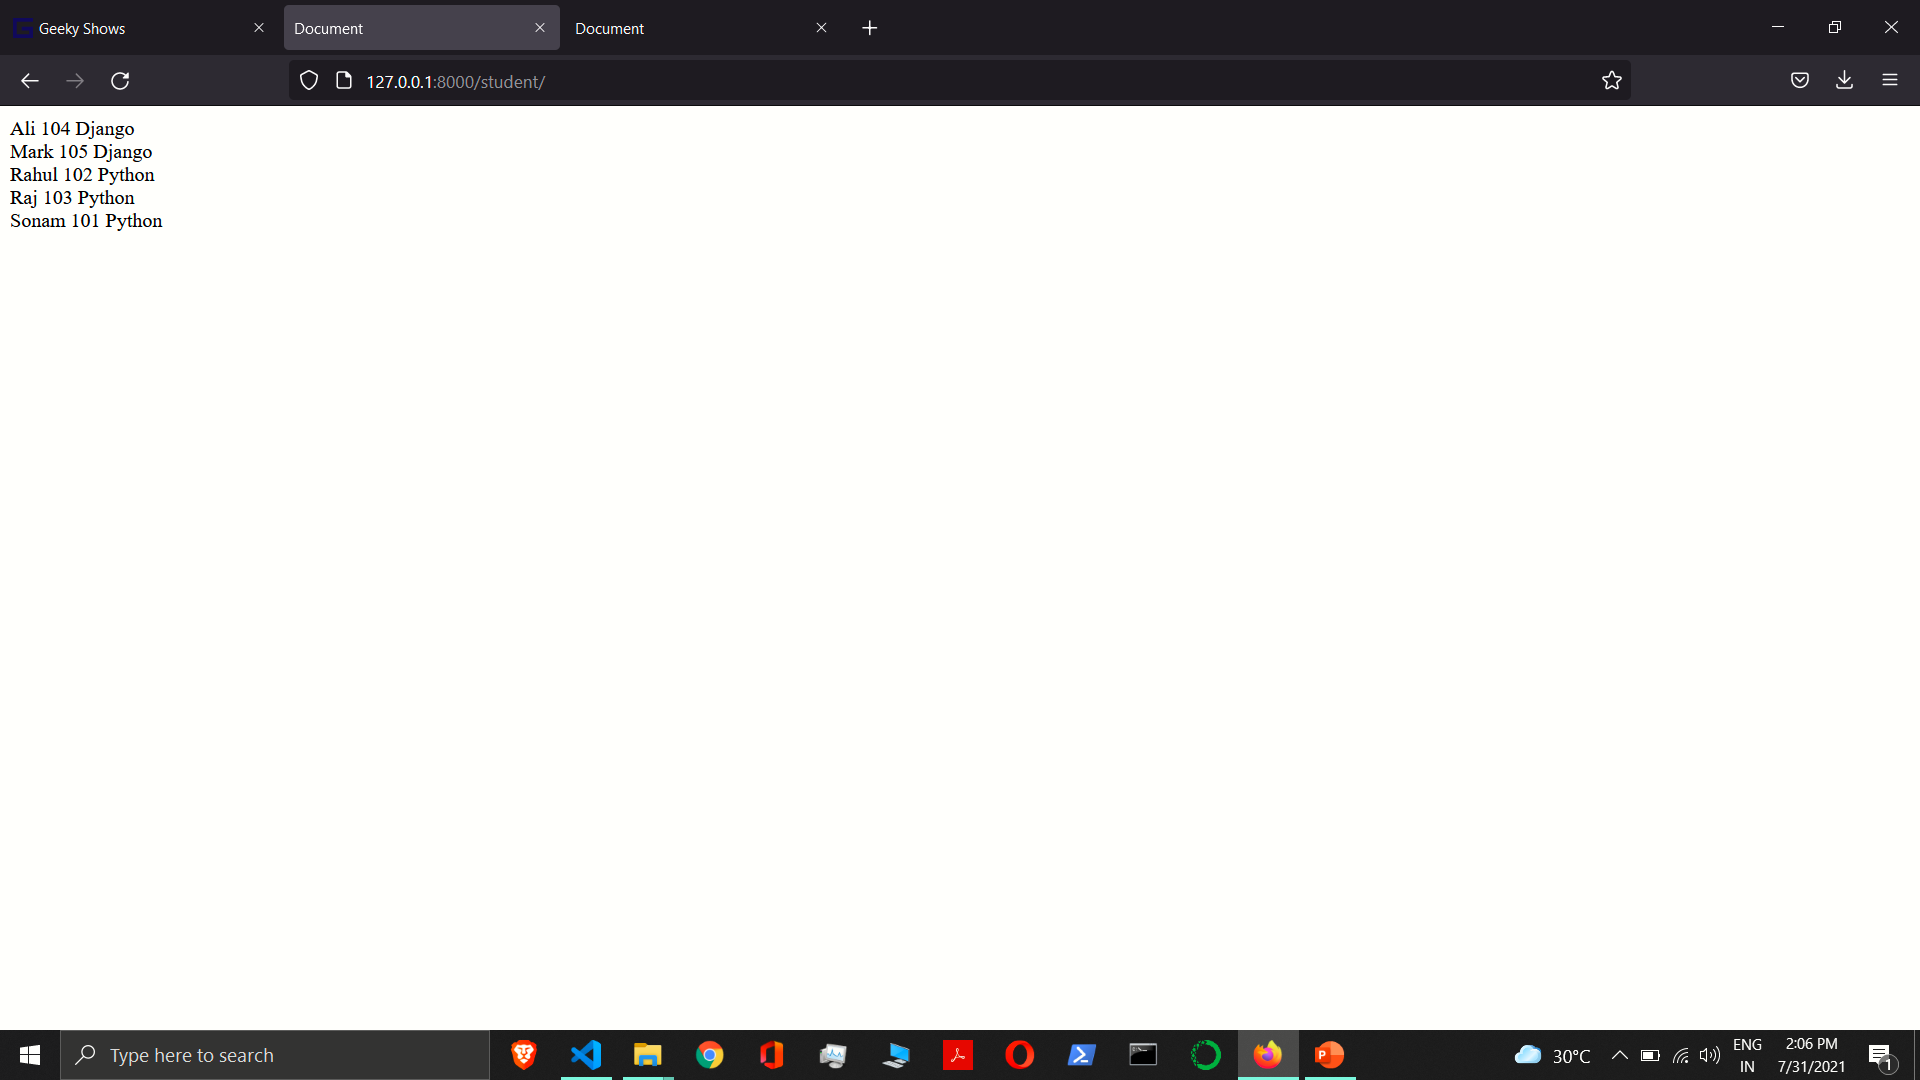 Geeky Shows
Document
Document
127.0.0.1:8000/student/
Ali 104 Django
Mark 105 Django
Rahul 102 Python
Raj 103 Python
Sonam 101 Python
Type here to search
30°C
ENG
IN
2:06 PM
7/31/2021
1